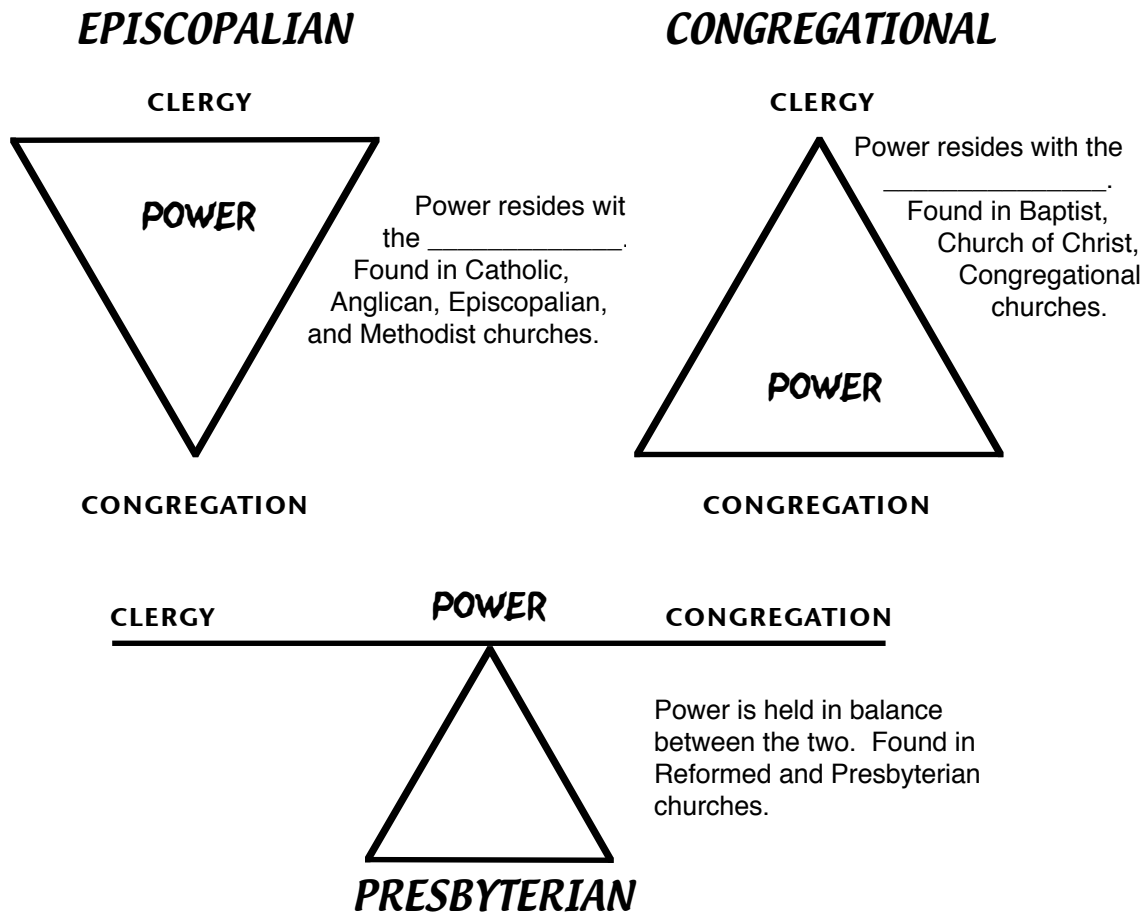 EPISCOPALIAN
CLERGY
POWER
Power resides wit
the _____________.
Found in Catholic,
Anglican, Episcopalian,
and Methodist churches.
CONGREGATION
CONGREGATIONAL
CLERGY
Power resides with the
_______________.
Found in Baptist,
Church of Christ,
Congregational
churches.
POWER
CONGREGATION
CLERGY
POWER
CONGREGATION
Power is held in balance
between the two.  Found in
Reformed and Presbyterian
churches.
PRESBYTERIAN